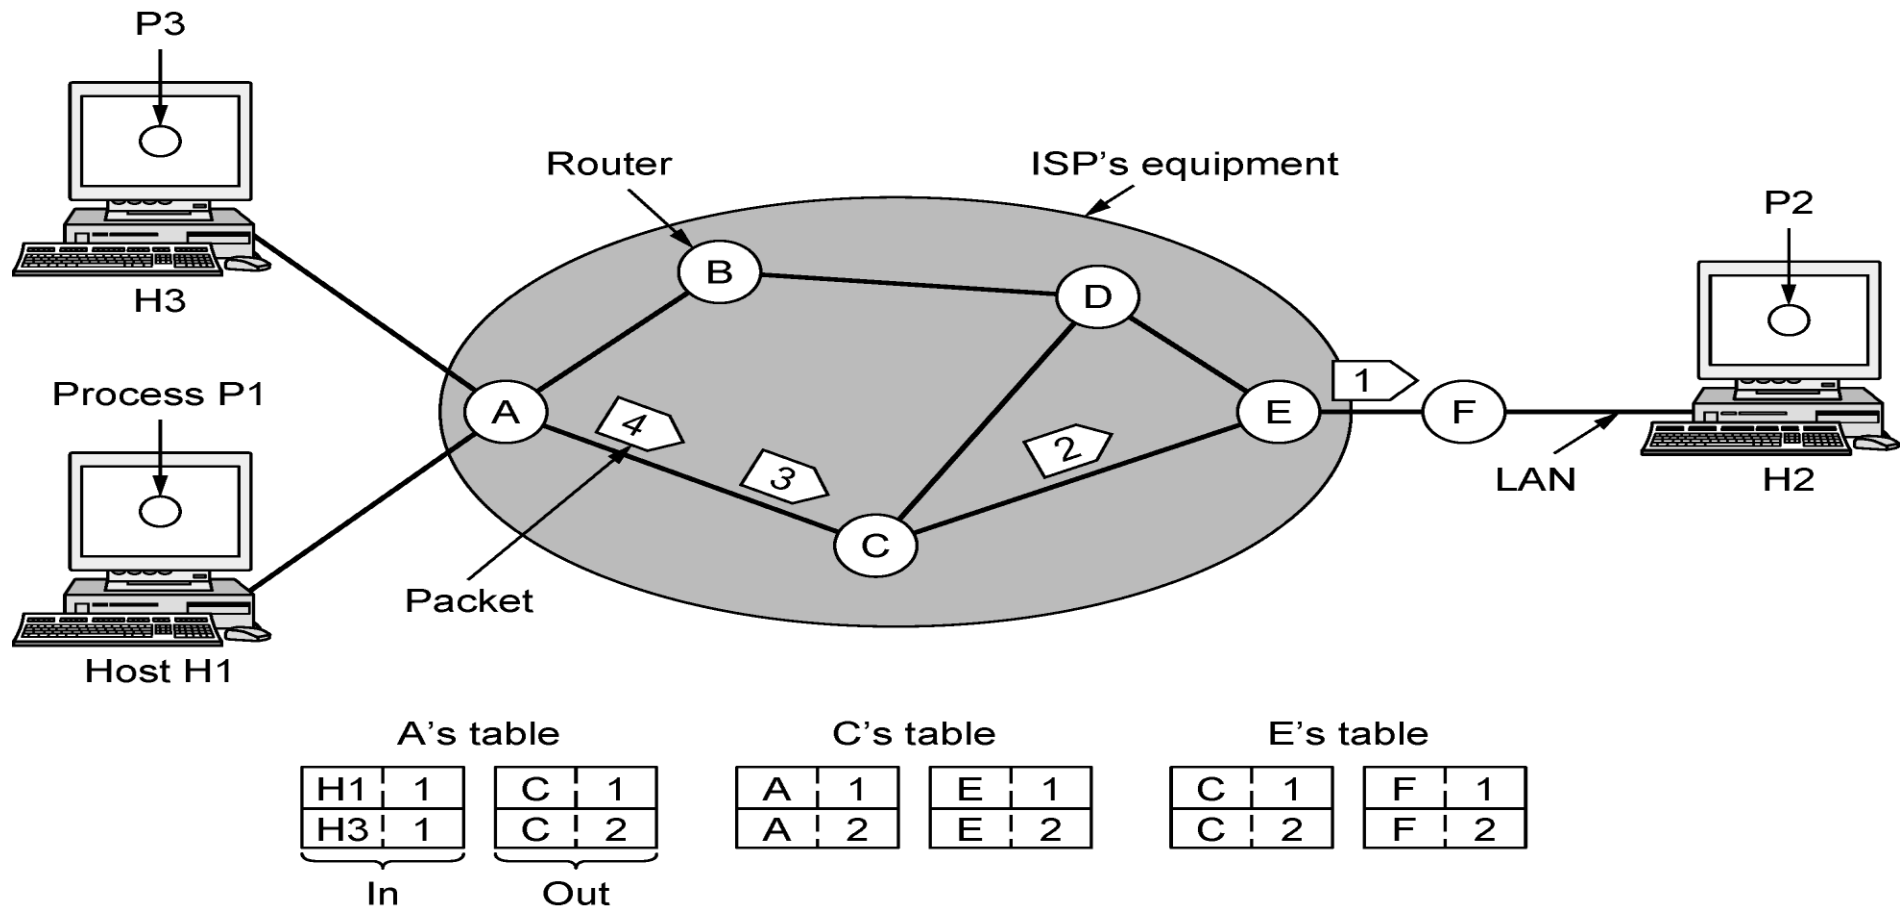 P3
Router
ISP's equipment
P2
B
D
H3
Process P1
1
A
4
E
F
2
3
LAN
H2
C
Packet
Host H1
A's table
C's table
E's table
H1 1 C 1 A 1 E 1 C 1 F 1
H3 1 C 2 A 2 E 2 C 2 F 2
In Out